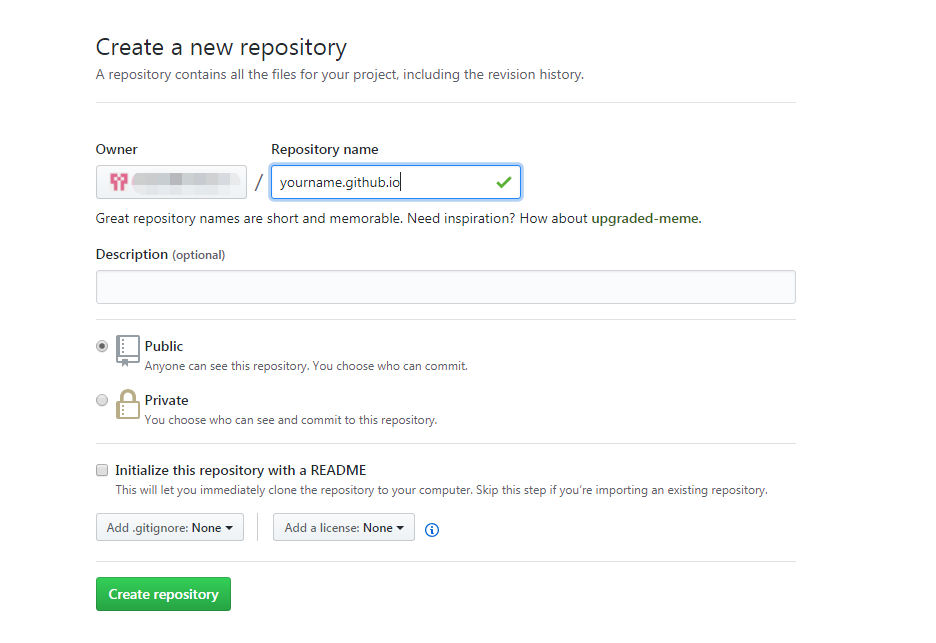 Create a new repository
A repository contains all the files for your project, including the revision history.
Owner Repository name
/ yourname.github.io
Great repository names are short and memorable. Need inspiration? How about upgraded-meme.
Description (optional)
Public
Anyone can see this repository. You choose who can commit.
Private
You choose who can see and commit to this repository.
Initialize this repository with a README
This will let you immediately clone the repository to your computer. Skip this step if you’re importing an existing repository.
Add .gitignore: None Add a license: None
Create repository